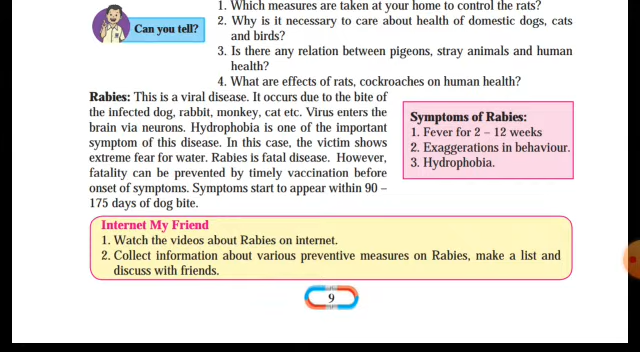 1. Which measures are taken at your home to control the rats?
Can you tell?
2. Why is it necessary to care about health of domestic dogs, cats
and birds?
3. Is there any relation between pigeons, stray animals and human
health?
4. What are effects of rats, cockroaches on human health?
Rabies: This is a viral disease. It occurs due to the bite of
the infected dog, rabbit, monkey, cat etc. Virus enters the
brain via neurons. Hydrophobia is one of the important
symptom of this disease. In this case, the victim shows
extreme fear for water. Rabies is fatal disease. However,
fatality can be prevented by timely vaccination before
onset of symptoms. Symptoms start to appear within 90 –
175 days of dog bite.
Symptoms of Rabies:
1. Fever for 2 – 12 weeks
2. Exaggerations in behaviour.
3. Hydrophobia.
Internet My Friend
1. Watch the videos about Rabies on internet.
2. Collect information about various preventive measures on Rabies, make a list and
discuss with friends.
9